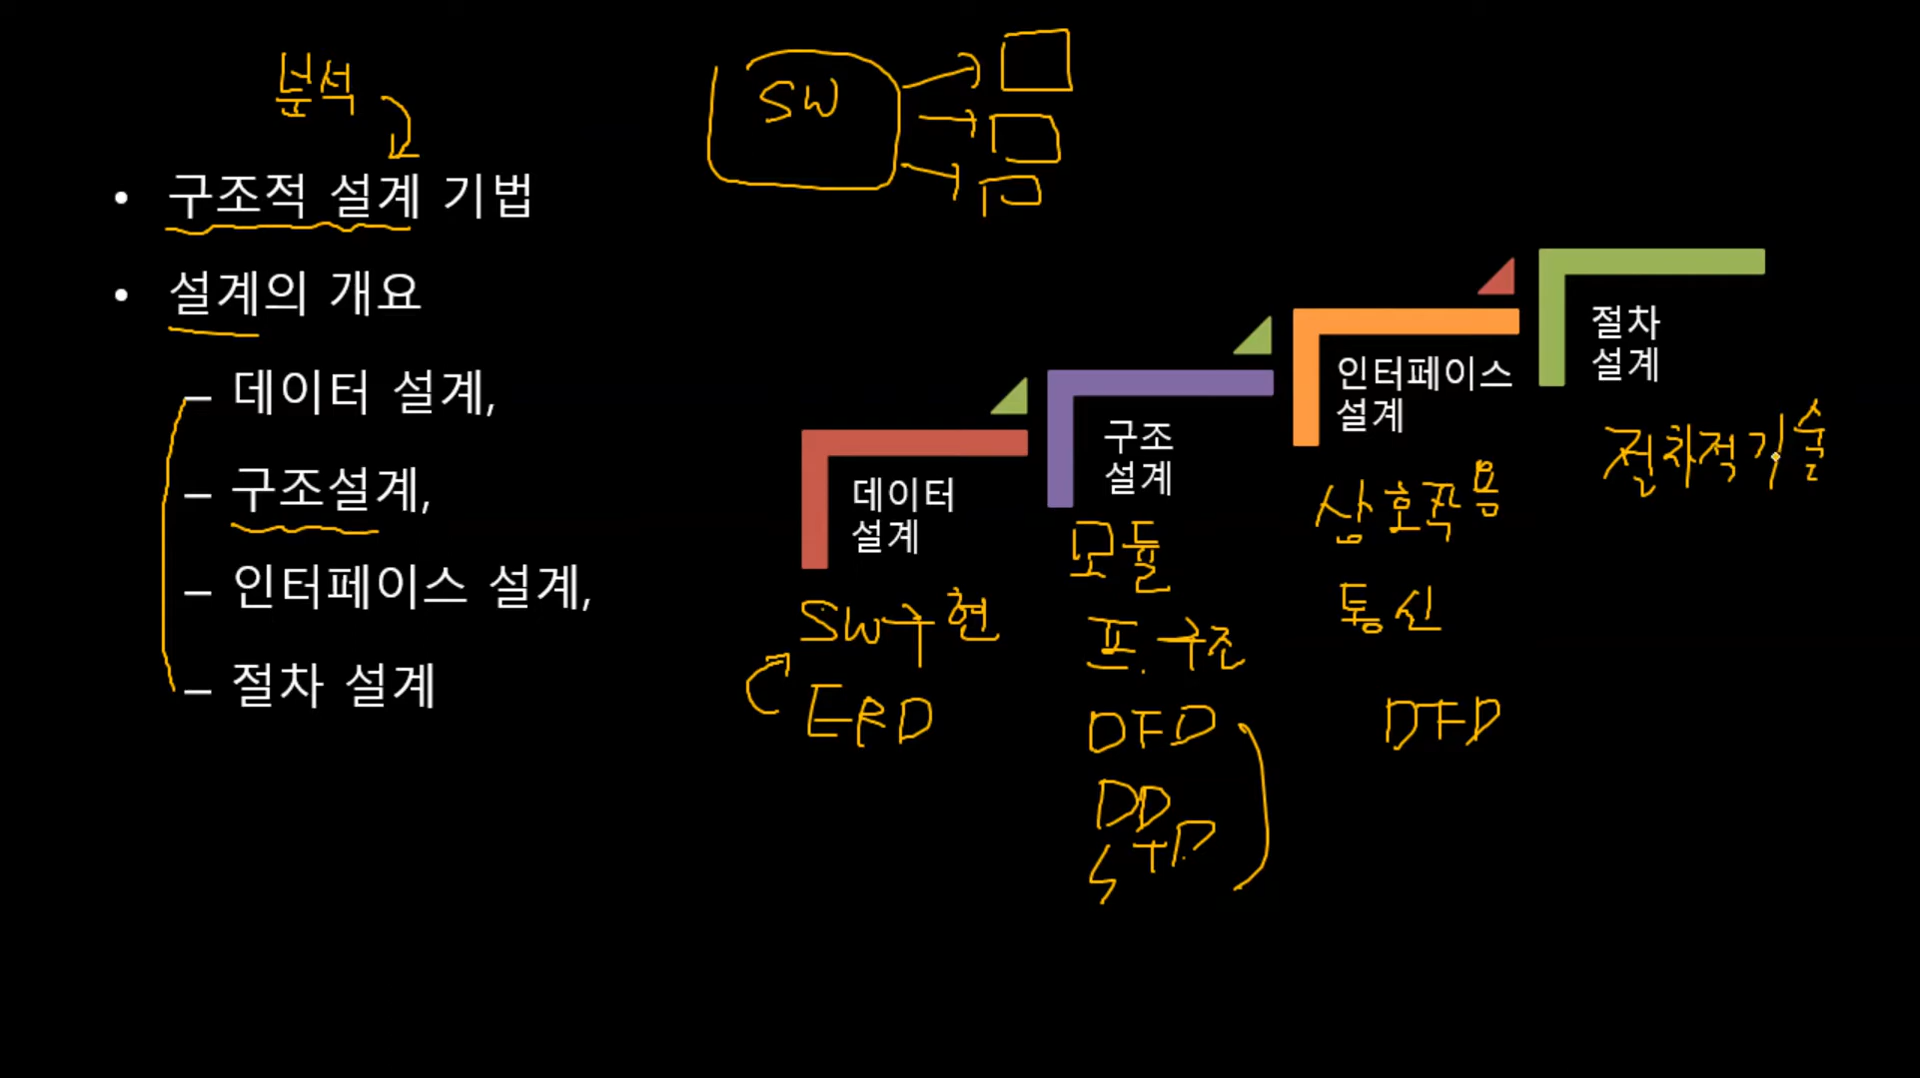 분석
SW
• 구조적 설계 기법
• 설계의 개요
– 데이터 설계,
– 구조설계,
– 인터페이스 설계,
– 절차 설계
데이터
설계
SW구현
ERD
구조
설계
모듈
프. 구조
DFD
DD
STD
인터페이스
설계
상호작용
통신
DFD
절차
설계
절차적기술